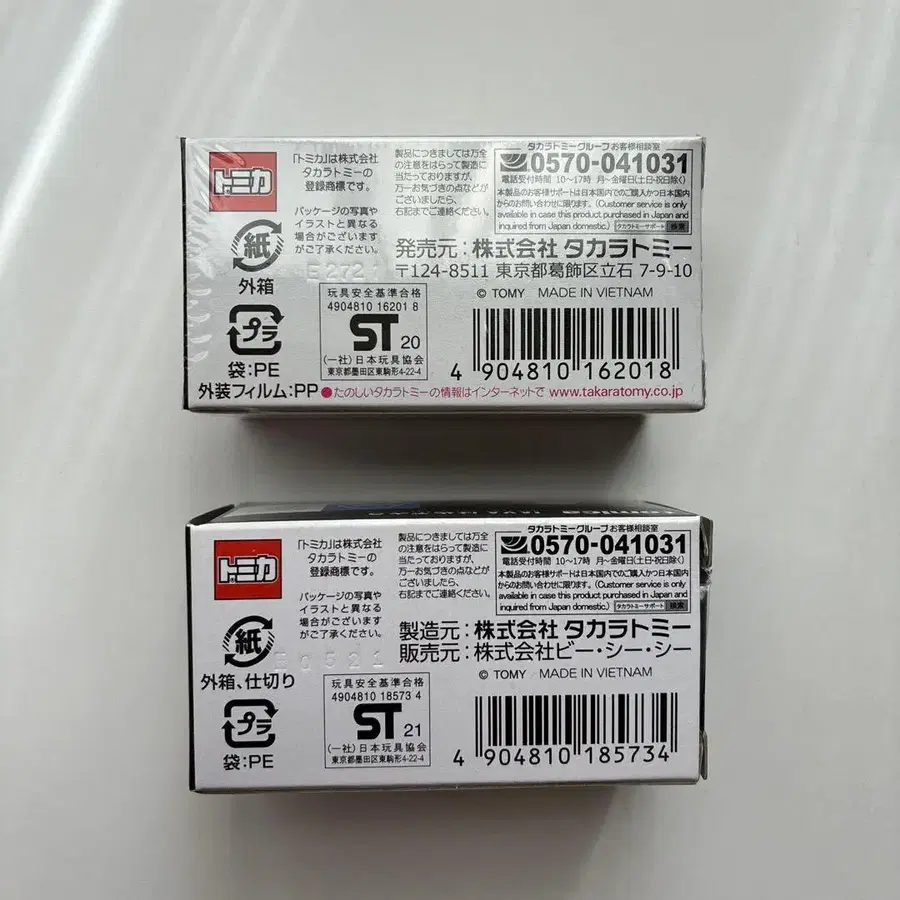 トミカ
「トミカ」は株式会社
タカラトミーの
登録商標です。
パッケージの写真や
イラストと異なる
場合がございます
がご了承ください。
製品につきましては万全
の注意をはらって製造に
当たっておりますが、
万一お気づきの点などが
ございましたら、
右記までご連絡ください。
タカラトミーグループお客様相談室
0570-041031
電話受付時間 10〜17時 月〜金曜日(土日・祝日除く)
本製品のお客様サポートは日本国内でのご購入かつ日本国内
からのお問い合わせに限ります。(Customer service is only
available in case this product purchased in Japan and
inquired from Japan domestic.) タカラトミーサポート 検索
発売元:株式会社 タカラトミー
〒124-8511 東京都葛飾区立石 7-9-10
紙
外箱
E2721
プラ
袋:PE
外装フィルム:PP
玩具安全基準合格
4904810 16201 8
ST 20
(一社)日本玩具協会
東京都墨田区東駒形4-22-4
© TOMY MADE IN VIETNAM
4 904810 162018
●たのしいタカラトミーの情報はインターネットで www.takaratomy.co.jp
トミカ
「トミカ」は株式会社
タカラトミーの
登録商標です。
パッケージの写真や
イラストと異なる
場合がございます
がご了承ください。
製品につきましては万全
の注意をはらって製造に
当たっておりますが、
万一お気づきの点などが
ございましたら、
右記までご連絡ください。
タカラトミーグループお客様相談室
0570-041031
電話受付時間 10〜17時 月〜金曜日(土日・祝日除く)
本製品のお客様サポートは日本国内でのご購入かつ日本国内
からのお問い合わせに限ります。(Customer service is only
available in case this product purchased in Japan and
inquired from Japan domestic.) タカラトミーサポート 検索
製造元:株式会社 タカラトミー
販売元:株式会社ビー・シー・シー
紙
外箱、仕切り
プラ
袋:PE
玩具安全基準合格
4904810 18573 4
ST 21
(一社)日本玩具協会
東京都墨田区東駒形4-22-4
© TOMY MADE IN VIETNAM
4 904810 185734